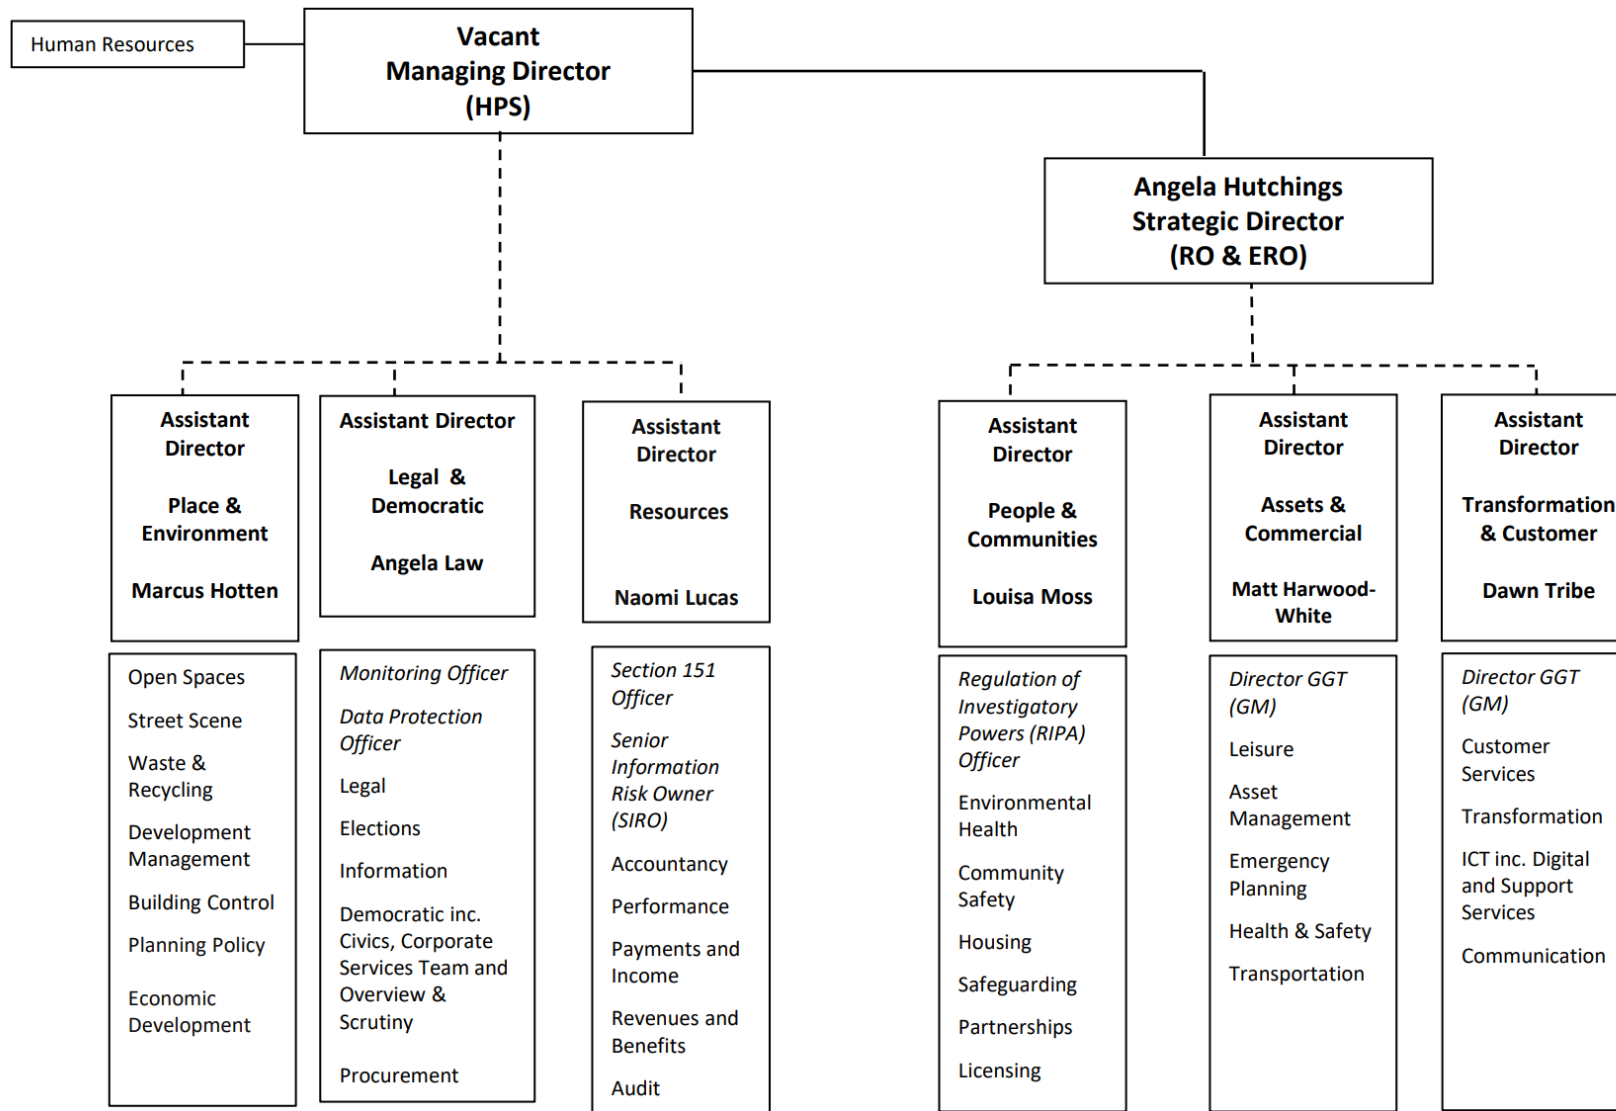 Human Resources
Vacant
Managing Director
(HPS)
Angela Hutchings
Strategic Director
(RO & ERO)
Assistant
Director
Place &
Environment
Marcus Hotten
Assistant Director
Legal & 
Democratic
Angela Law
Assistant
Director
Resources
Naomi Lucas
Assistant
Director
People &
Communities
Louisa Moss
Assistant
Director
Assets &
Commercial
Matt Harwood-
White
Assistant
Director
Transformation
& Customer
Dawn Tribe
Open Spaces
Street Scene
Waste &
Recycling
Development
Management
Building Control
Planning Policy
Economic
Development
Monitoring Officer
Data Protection
Officer
Legal
Elections
Information
Democratic inc.
Civics, Corporate
Services Team and
Overview &
Scrutiny
Procurement
Section 151
Officer
Senior
Information
Risk Owner
(SIRO)
Accountancy
Performance
Payments and
Income
Revenues and
Benefits
Audit
Regulation of
Investigatory
Powers (RIPA)
Officer
Environmental
Health
Community
Safety
Housing
Safeguarding
Partnerships
Licensing
Director GGT
(GM)
Leisure
Asset
Management
Emergency
Planning
Health & Safety
Transportation
Director GGT
(GM)
Customer
Services
Transformation
ICT inc. Digital
and Support
Services
Communication